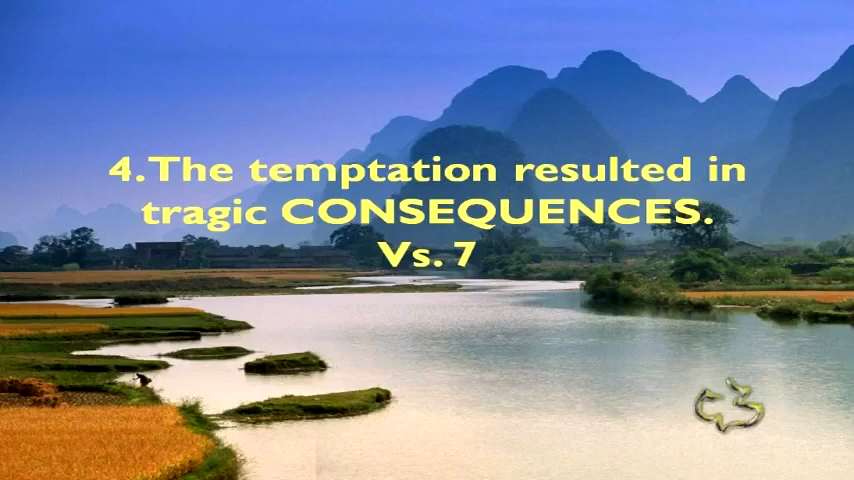 4.The temptation resulted in
tragic CONSEQUENCES.
Vs. 7